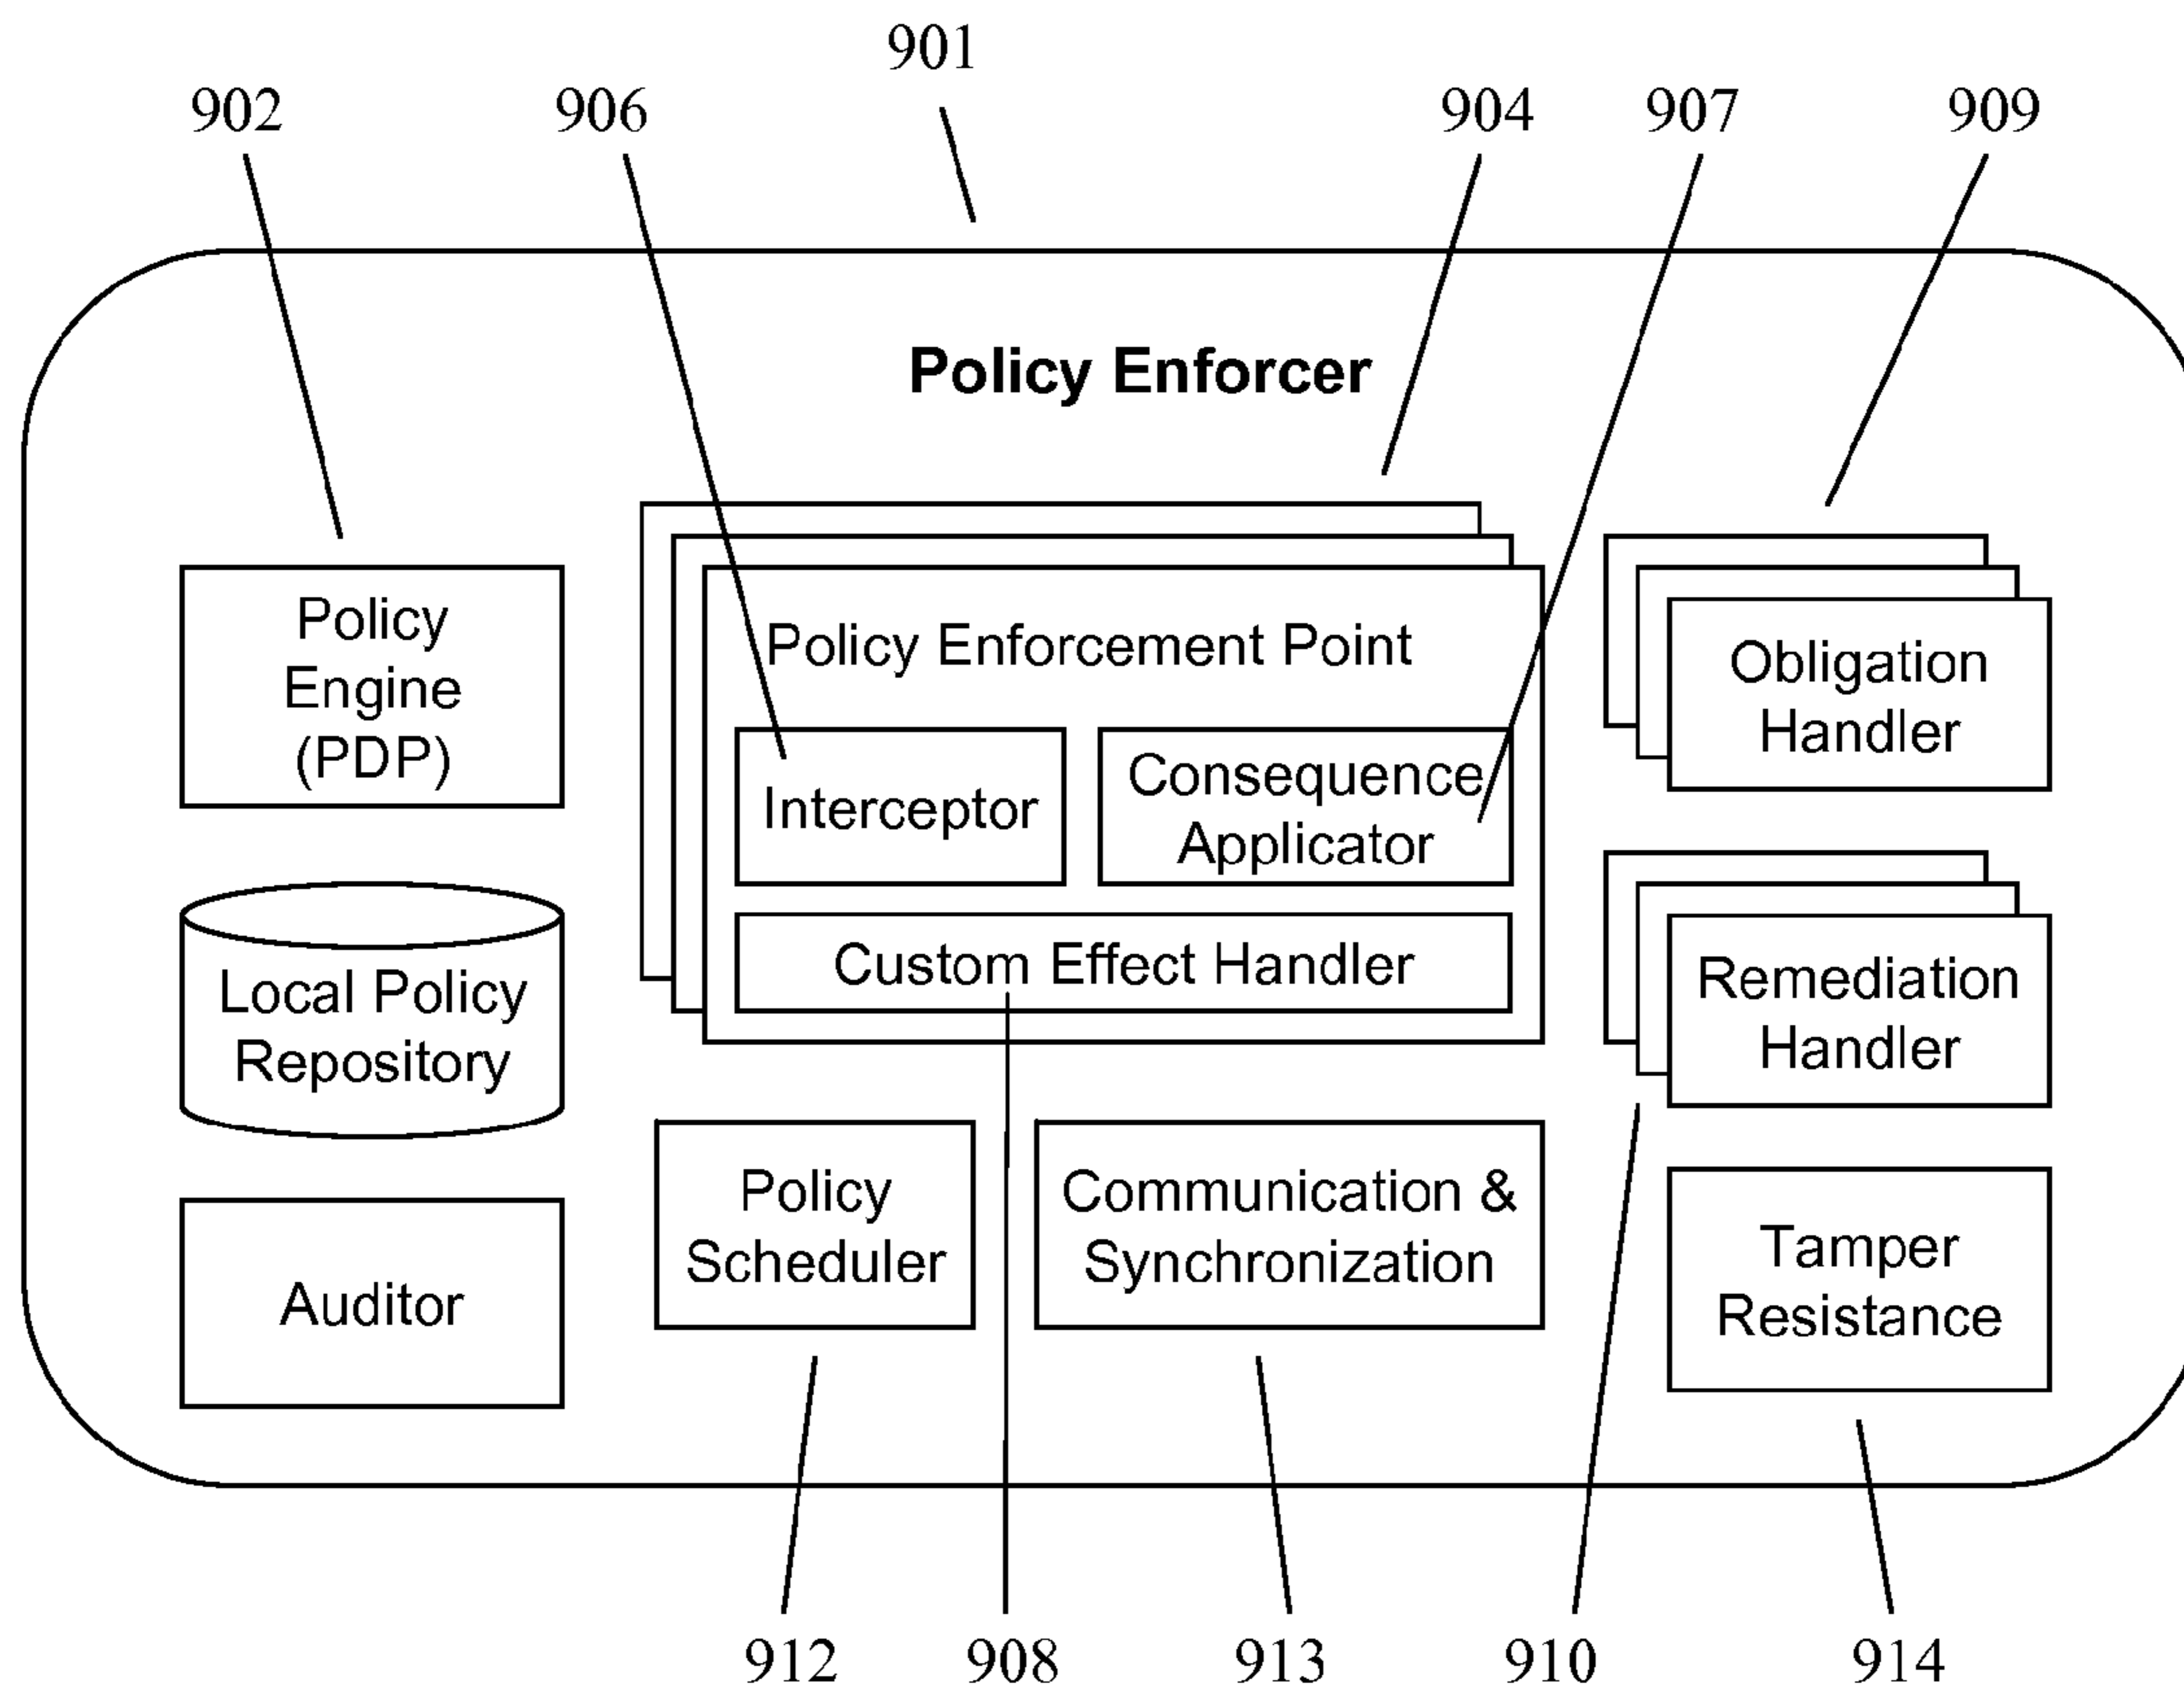 901
902
906
904
907
909
Policy Enforcer
Policy
Engine
(PDP)
Policy Enforcement Point
Interceptor
Consequence
Applicator
Custom Effect Handler
Obligation
Handler
Local Policy
Repository
Remediation
Handler
Auditor
Policy
Scheduler
Communication &
Synchronization
Tamper
Resistance
912
908
913
910
914